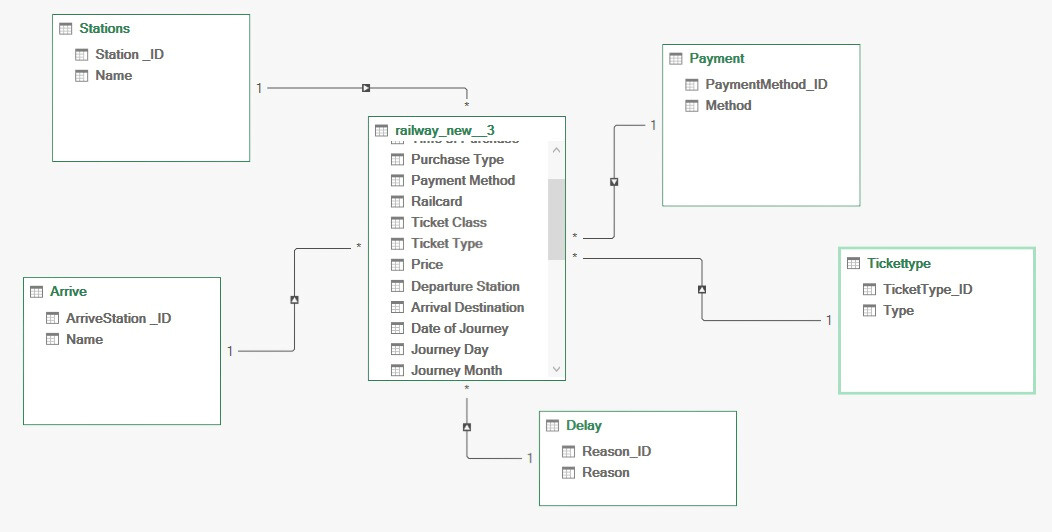 Stations
Station _ID
Name
1
*
Payment
PaymentMethod_ID
Method
1
*
railway_new__3
Purchase Type
Payment Method
Railcard
Ticket Class
Ticket Type
Price
Departure Station
Arrival Destination
Date of Journey
Journey Day
Journey Month
*
*
*
Arrive
ArriveStation _ID
Name
1
Tickettype
TicketType_ID
Type
1
Delay
Reason_ID
Reason
1